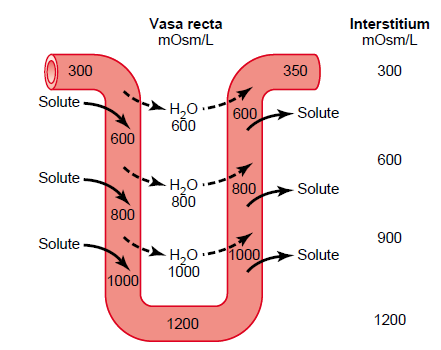 Vasa recta
mOsm/L
Interstitium
mOsm/L
300
350
300
Solute
H₂O
600
600
Solute
600
600
Solute
H₂O
800
800
Solute
800
900
Solute
H₂O
1000
1000
Solute
1000
1200
1200